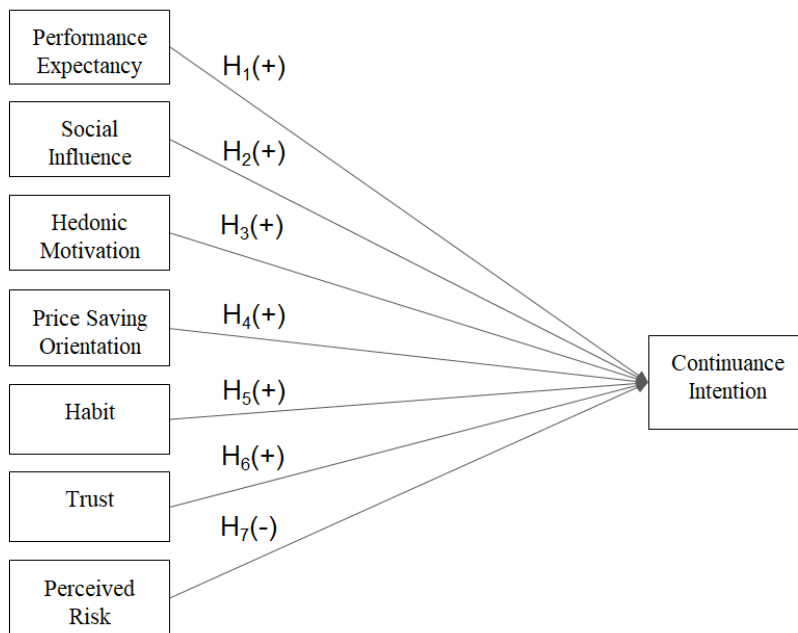 Performance
Expectancy
H₁(+)
Social
Influence
H₂(+)
Hedonic
Motivation
H₃(+)
Price Saving
Orientation
H₄(+)
Continuance
Intention
Habit
H₅(+)
Trust
H₆(+)
Perceived
Risk
H₇(-)